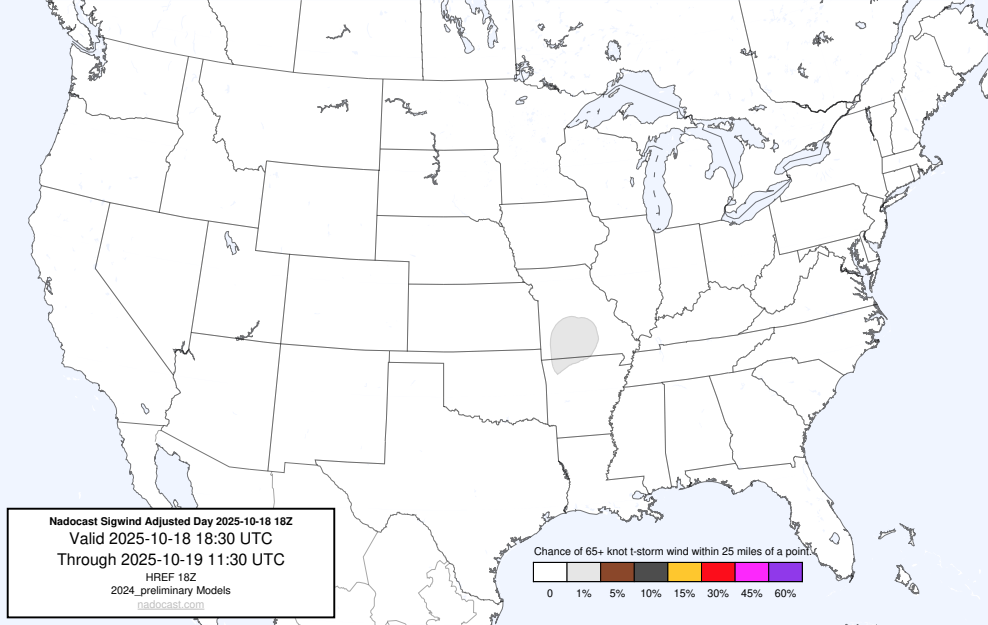 Nadocast Sigwind Adjusted Day 2025-10-18 18Z
Valid 2025-10-18 18:30 UTC
Through 2025-10-19 11:30 UTC
HREF 18Z
2024_preliminary Models
nadocast.com
Chance of 65+ knot t-storm wind within 25 miles of a point.
0 1% 5% 10% 15% 30% 45% 60%